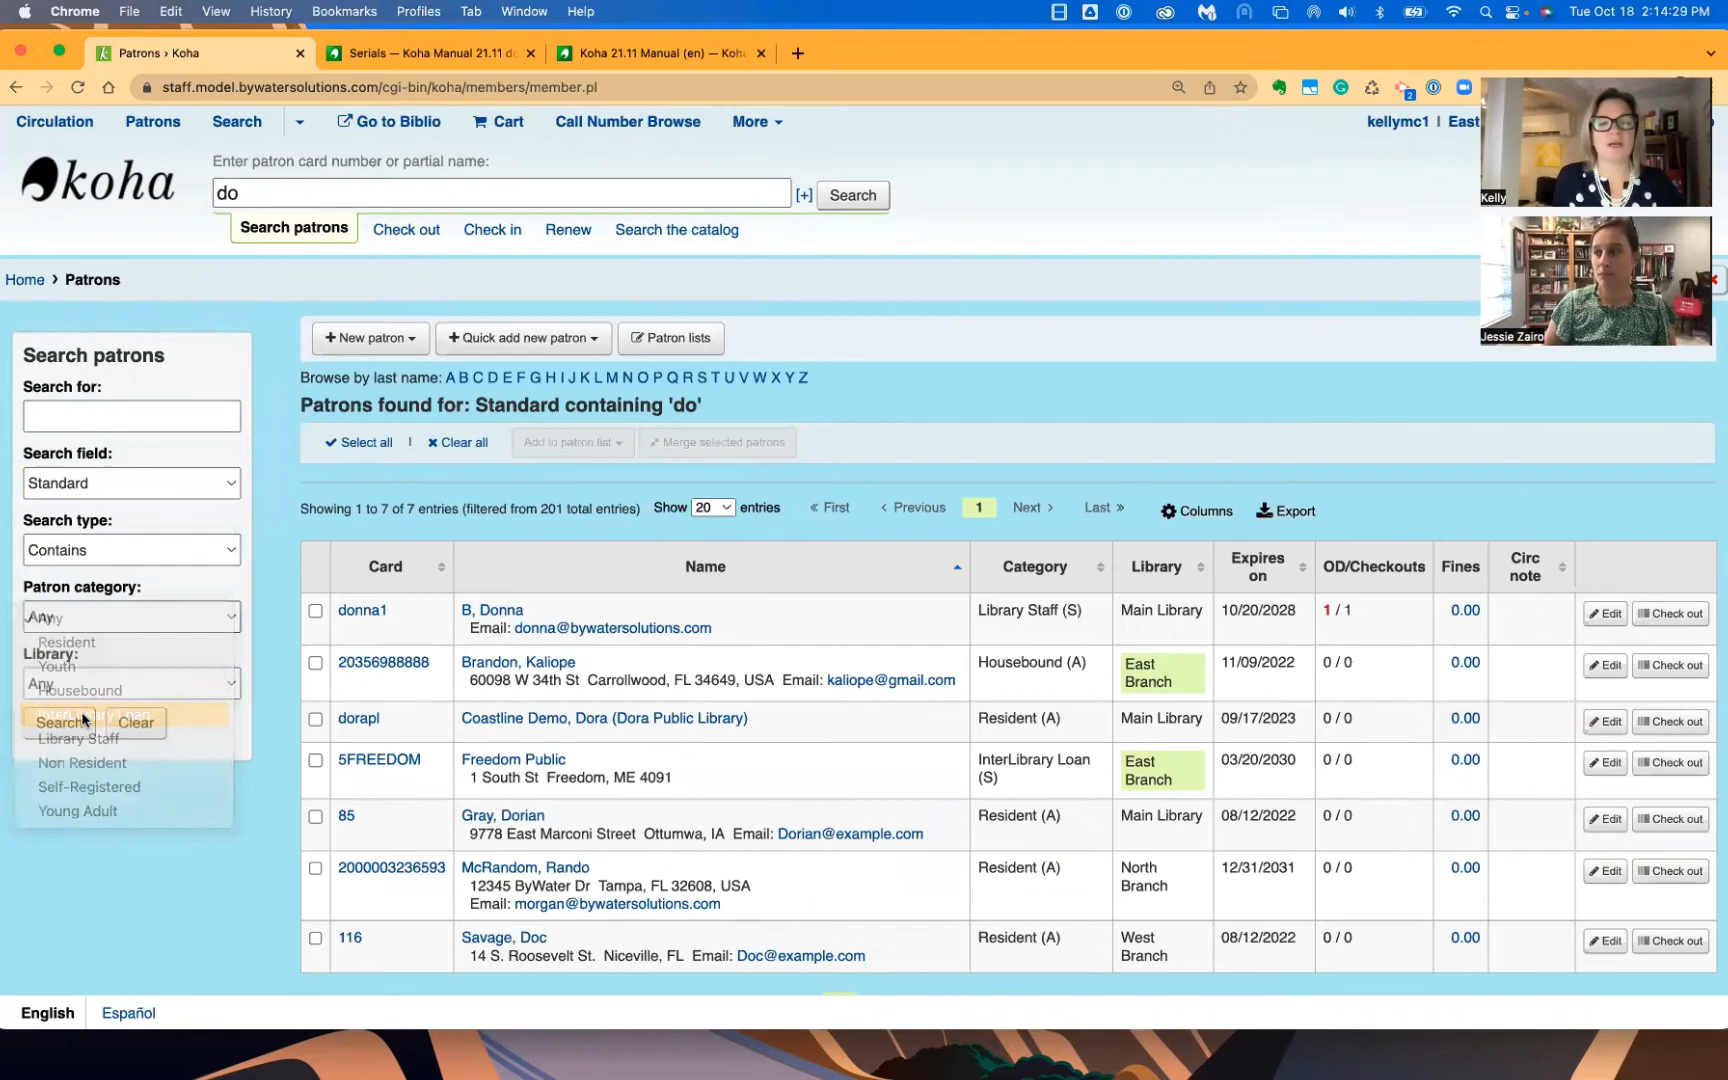 Chrome File Edit View History Bookmarks Profiles Tab Window Help Tue Oct 18 2:14:29 PM
Patrons › Koha Serials — Koha Manual 21.11 do Koha 21.11 Manual (en) — Koha
staff.model.bywatersolutions.com/cgi-bin/koha/members/member.pl 2
Circulation Patrons Search Go to Biblio Cart Call Number Browse More kellymc1 | East
koha
Enter patron card number or partial name:
do [+] Search
Search patrons Check out Check in Renew Search the catalog
Kelly
Jessie Zairo
Home › Patrons
Search patrons
Search for:
Search field:
Standard
Search type:
Contains
Patron category:
Any
Resident
Library:
Youth
Any
Housebound
InterLibrary Loan
Search Clear
Library Staff
Non Resident
Self-Registered
Young Adult
+ New patron + Quick add new patron Patron lists
Browse by last name: A B C D E F G H I J K L M N O P Q R S T U V W X Y Z
Patrons found for: Standard containing 'do'
Select all | Clear all Add to patron list Merge selected patrons
Showing 1 to 7 of 7 entries (filtered from 201 total entries) Show 20 entries « First ‹ Previous 1 Next › Last » Columns Export
Card Name Category Library Expires on OD/Checkouts Fines Circ note
donna1 B, Donna Library Staff (S) Main Library 10/20/2028 1 / 1 0.00 Edit Check out
Email: donna@bywatersolutions.com
20356988888 Brandon, Kaliope Housebound (A) East Branch 11/09/2022 0 / 0 0.00 Edit Check out
60098 W 34th St Carrollwood, FL 34649, USA Email: kaliope@gmail.com
dorapl Coastline Demo, Dora (Dora Public Library) Resident (A) Main Library 09/17/2023 0 / 0 0.00 Edit Check out
5FREEDOM Freedom Public InterLibrary Loan (S) East Branch 03/20/2030 0 / 0 0.00 Edit Check out
1 South St Freedom, ME 4091
85 Gray, Dorian Resident (A) Main Library 08/12/2022 0 / 0 0.00 Edit Check out
9778 East Marconi Street Ottumwa, IA Email: Dorian@example.com
2000003236593 McRandom, Rando Resident (A) North Branch 12/31/2031 0 / 0 0.00 Edit Check out
12345 ByWater Dr Tampa, FL 32608, USA
Email: morgan@bywatersolutions.com
116 Savage, Doc Resident (A) West Branch 08/12/2022 0 / 0 0.00 Edit Check out
14 S. Roosevelt St. Niceville, FL Email: Doc@example.com
English Español